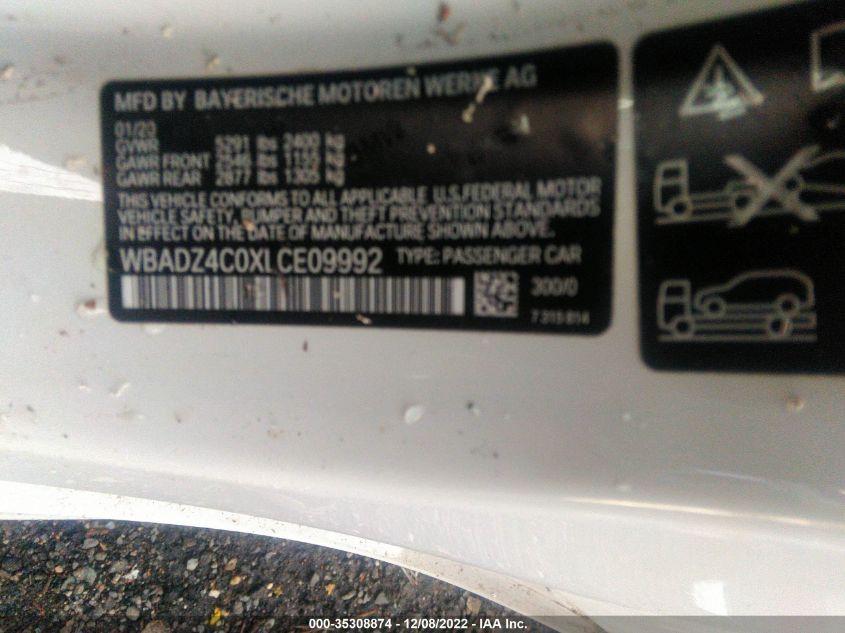 MFD BY BAYERISCHE MOTOREN WERKE AG
01/20
GVWR 5291 lbs 2400 kg
GAWR FRONT 2546 lbs 1155 kg
GAWR REAR 2877 lbs 1305 kg
THIS VEHICLE CONFORMS TO ALL APPLICABLE U.S.FEDERAL MOTOR
VEHICLE SAFETY, BUMPER AND THEFT PREVENTION STANDARDS
IN EFFECT ON THE DATE OF MANUFACTURE SHOWN ABOVE.
WBADZ4C0XLCE09992 TYPE: PASSENGER CAR
300/0
7 315 814
000-35308874 / 12/08/2022 - IAA Inc.